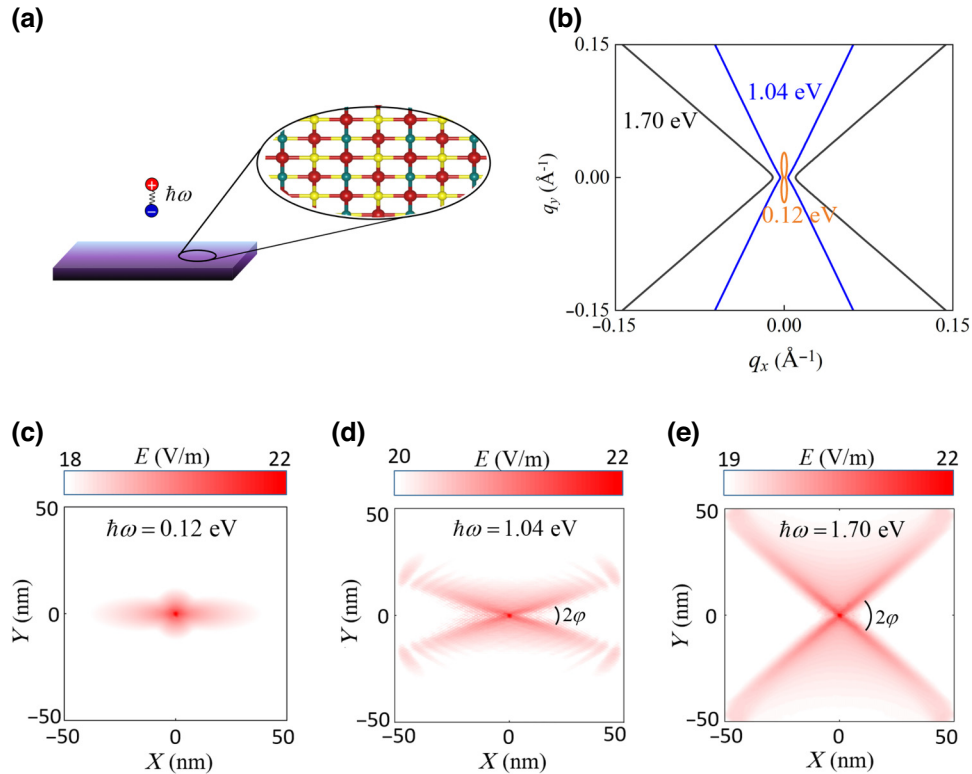 (a)
+
−
ħω
(b)
0.15
0.00
−0.15
q_y (Å⁻¹)
1.70 eV
1.04 eV
0.12 eV
−0.15
0.00
0.15
q_x (Å⁻¹)
(c)
18 E (V/m) 22
50
ħω = 0.12 eV
Y (nm)
0
−50
−50 0 50
X (nm)
(d)
20 E (V/m) 22
50
ħω = 1.04 eV
Y (nm)
0
2φ
−50
−50 0 50
X (nm)
(e)
19 E (V/m) 22
50
ħω = 1.70 eV
Y (nm)
0
2φ
−50
−50 0 50
X (nm)